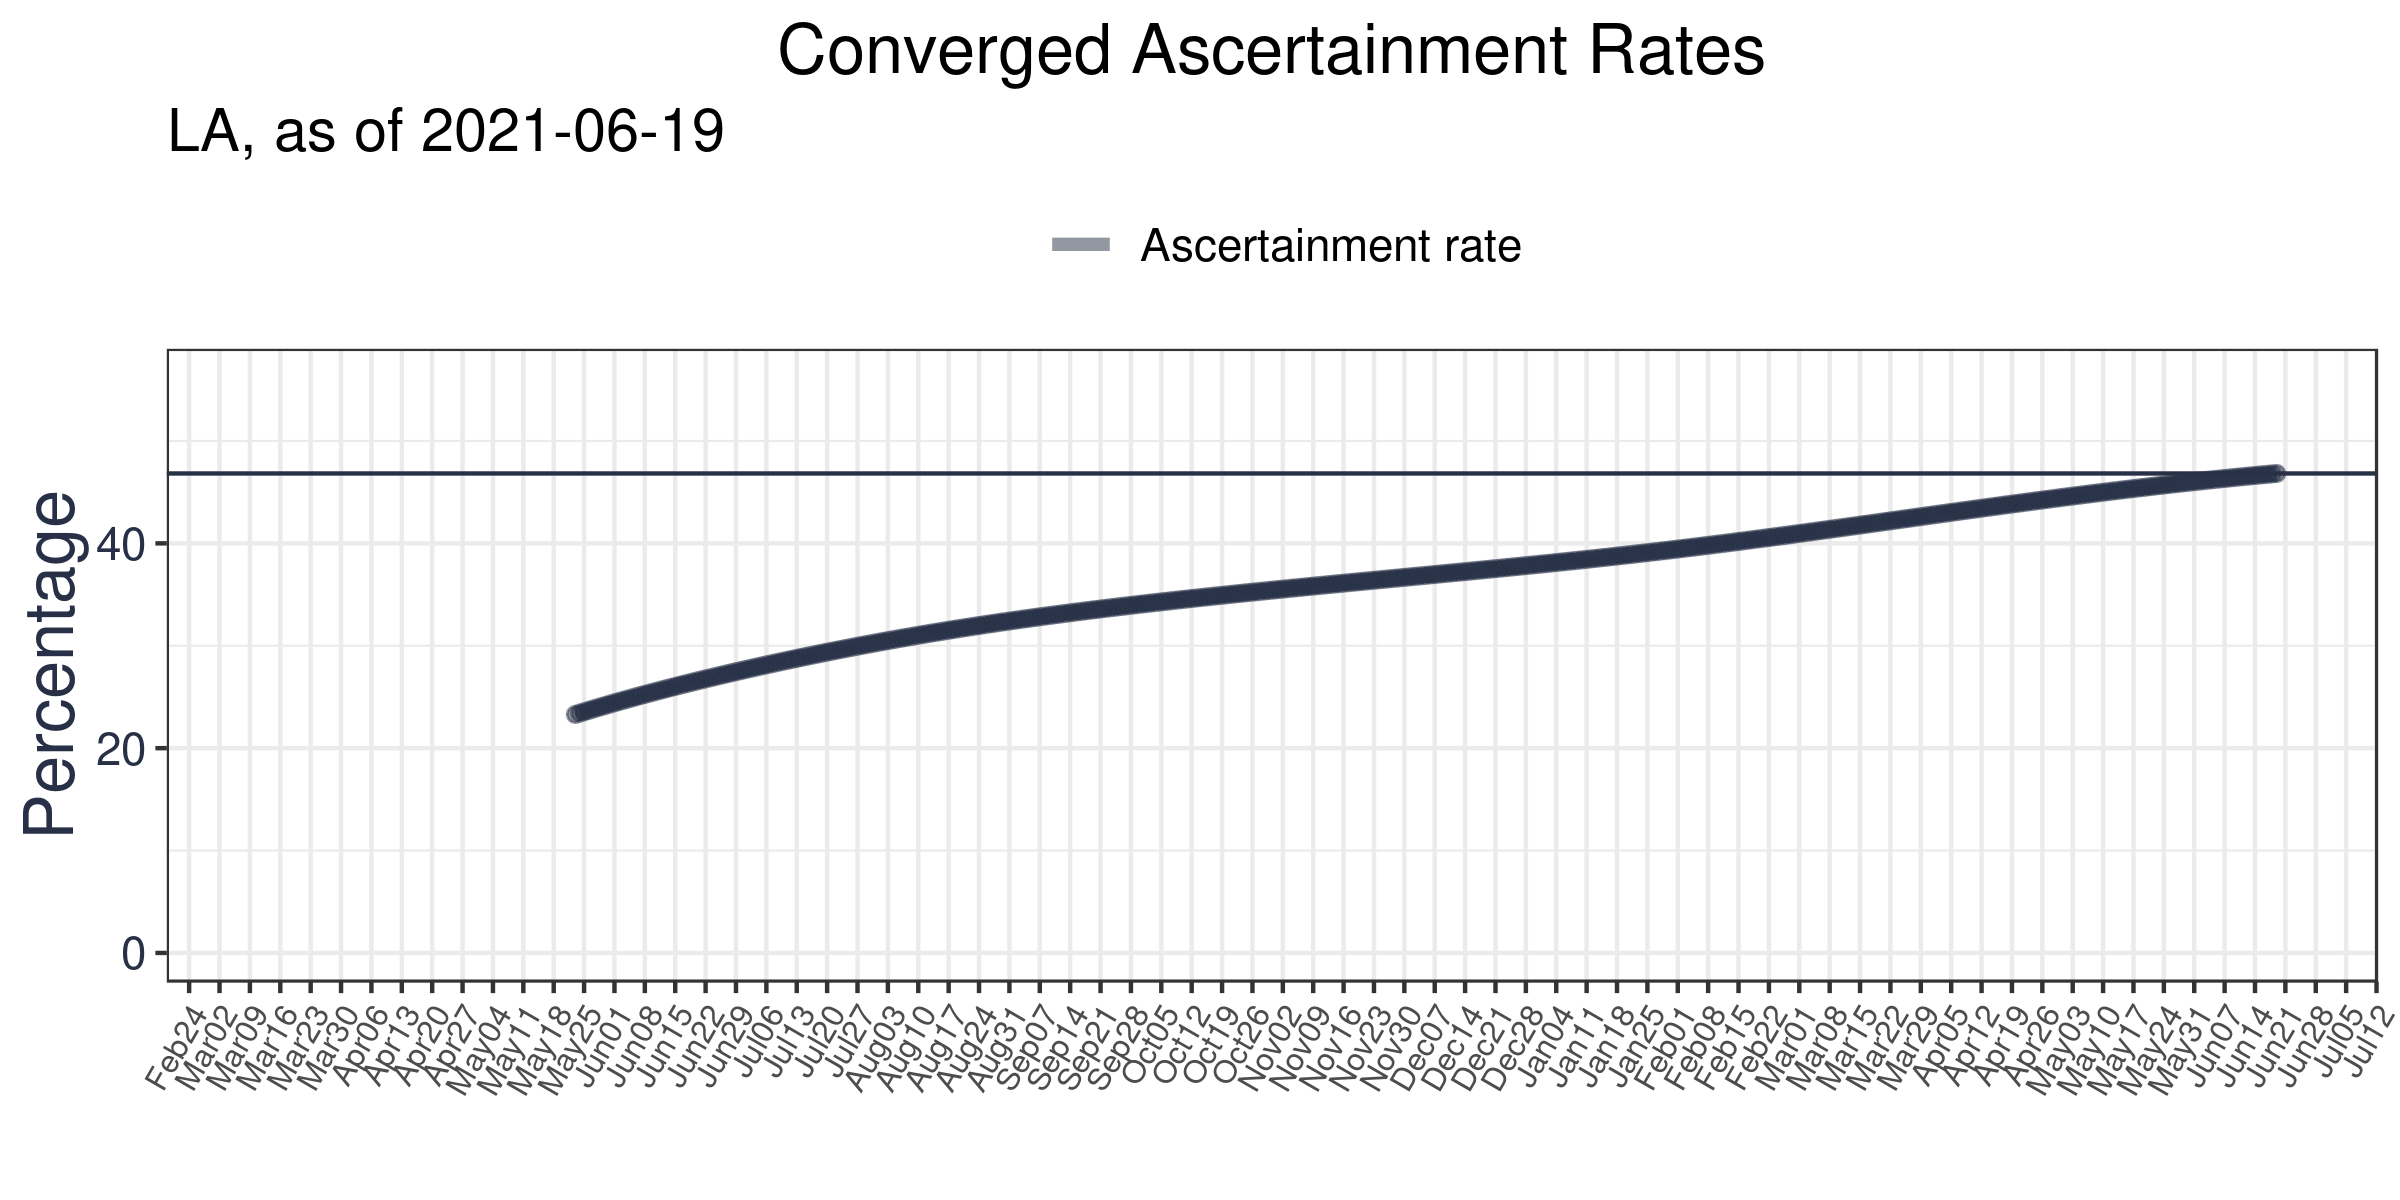 Converged Ascertainment Rates
LA, as of 2021-06-19
Ascertainment rate
Percentage
40
20
0
Feb24
Mar02
Mar09
Mar16
Mar23
Mar30
Apr06
Apr13
Apr20
Apr27
May04
May11
May18
May25
Jun01
Jun08
Jun15
Jun22
Jun29
Jul06
Jul13
Jul20
Jul27
Aug03
Aug10
Aug17
Aug24
Aug31
Sep07
Sep14
Sep21
Sep28
Oct05
Oct12
Oct19
Oct26
Nov02
Nov09
Nov16
Nov23
Nov30
Dec07
Dec14
Dec21
Dec28
Jan04
Jan11
Jan18
Jan25
Feb01
Feb08
Feb15
Feb22
Mar01
Mar08
Mar15
Mar22
Mar29
Apr05
Apr12
Apr19
Apr26
May03
May10
May17
May24
May31
Jun07
Jun14
Jun21
Jun28
Jul05
Jul12